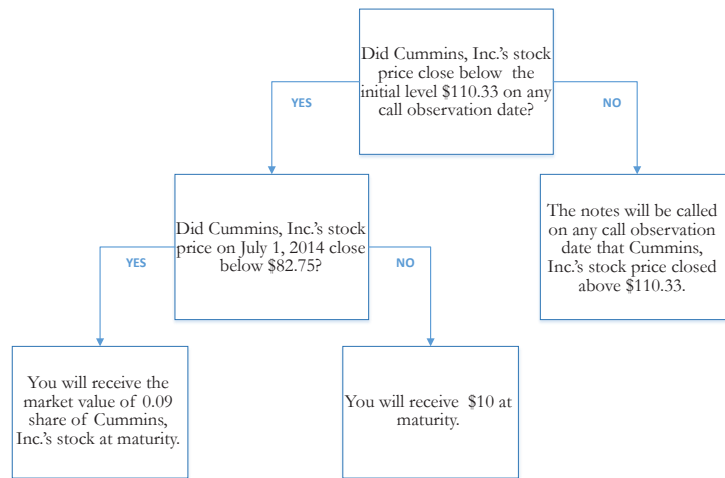 Did Cummins, Inc.'s stock
price close below the
initial level $110.33 on any
call observation date?
YES
NO
Did Cummins, Inc.'s stock
price on July 1, 2014 close
below $82.75?
The notes will be called
on any call observation
date that Cummins,
Inc.'s stock price closed
above $110.33.
YES
NO
You will receive the
market value of 0.09
share of Cummins,
Inc.'s stock at maturity.
You will receive $10 at
maturity.